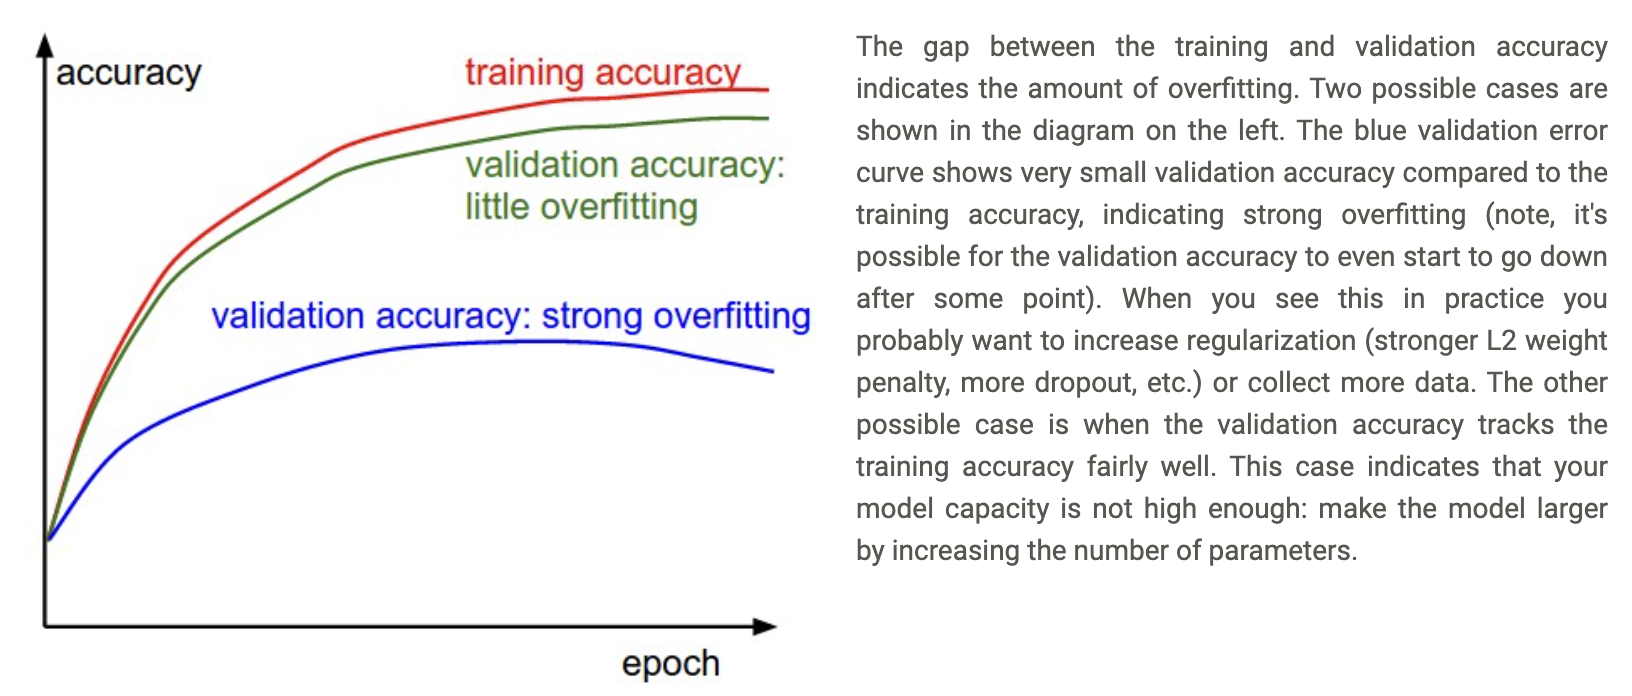 accuracy
training accuracy
validation accuracy:
little overfitting
validation accuracy: strong overfitting
epoch
The gap between the training and validation accuracy
indicates the amount of overfitting. Two possible cases are
shown in the diagram on the left. The blue validation error
curve shows very small validation accuracy compared to the
training accuracy, indicating strong overfitting (note, it's
possible for the validation accuracy to even start to go down
after some point). When you see this in practice you
probably want to increase regularization (stronger L2 weight
penalty, more dropout, etc.) or collect more data. The other
possible case is when the validation accuracy tracks the
training accuracy fairly well. This case indicates that your
model capacity is not high enough: make the model larger
by increasing the number of parameters.